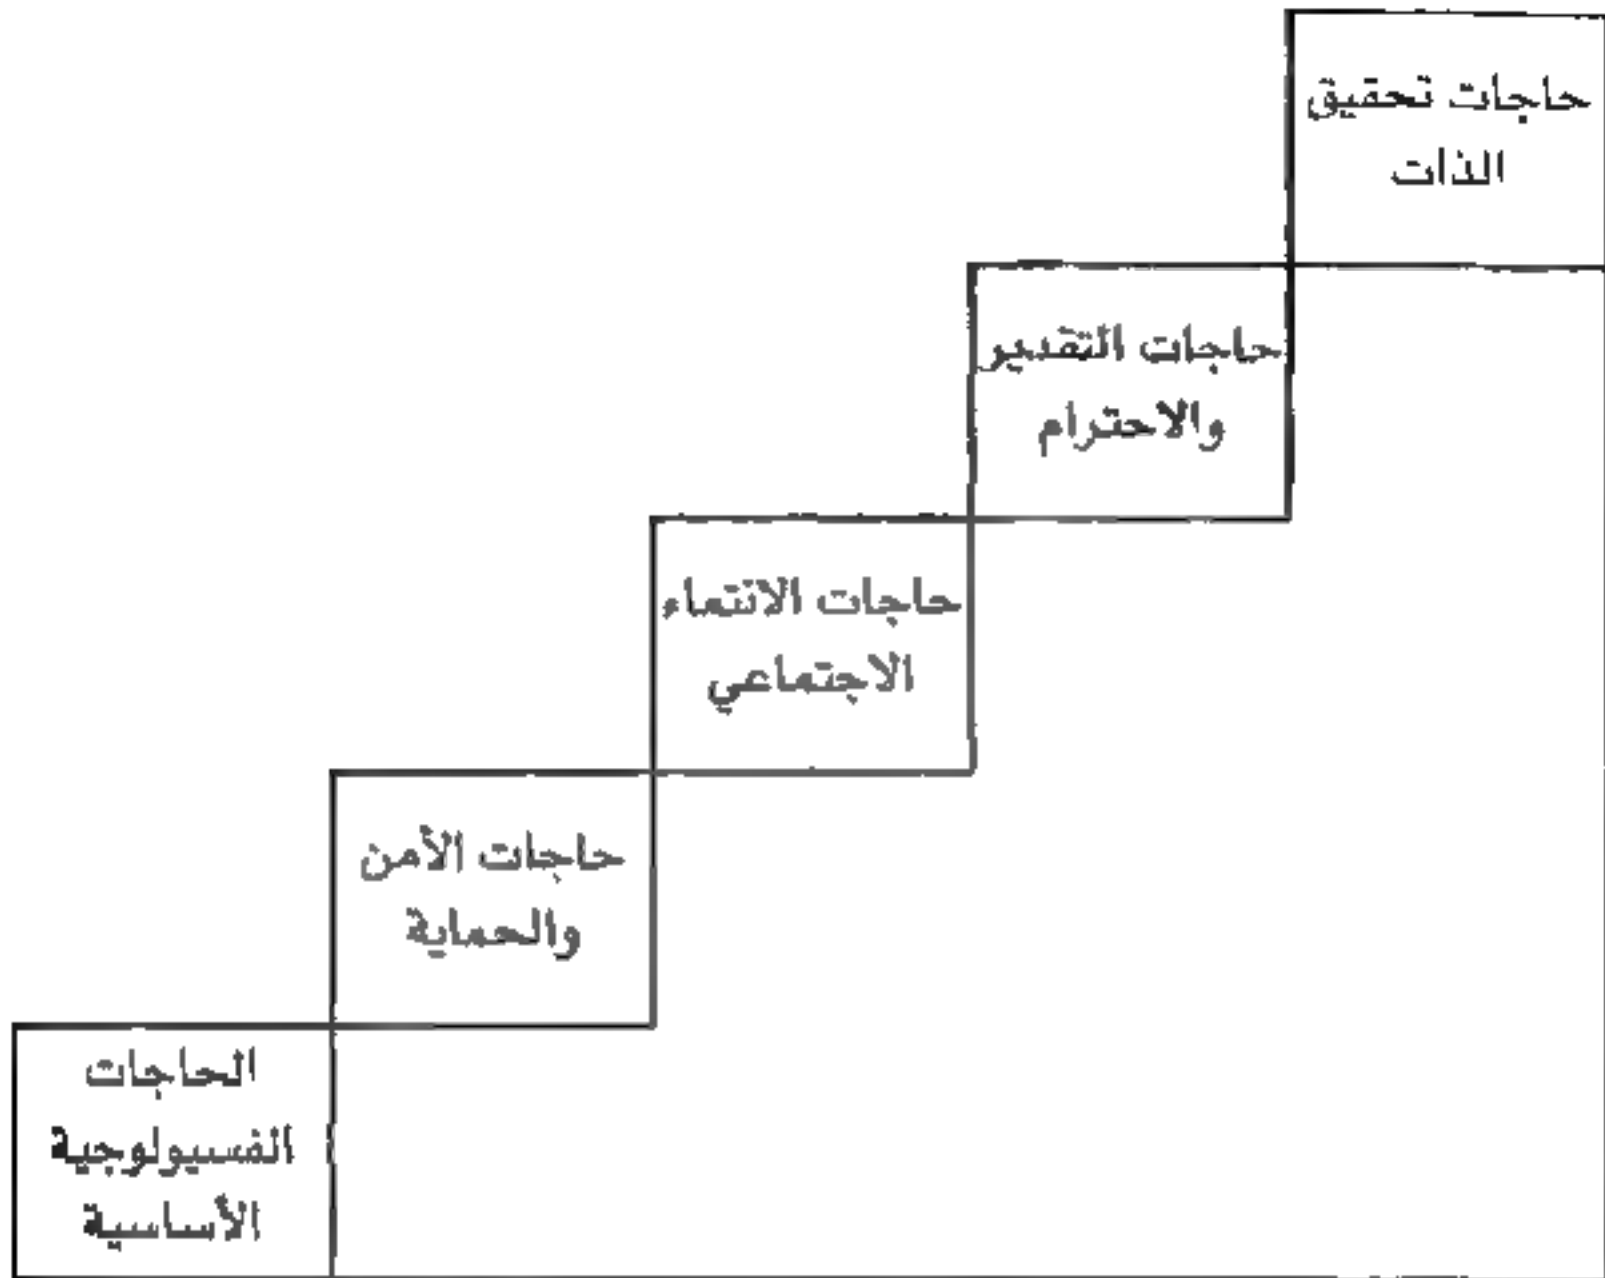 حاجات تحقيق
الذات
حاجات التقدير
والاحترام
حاجات الانتماء
الاجتماعي
حاجات الأمن
والحماية
الحاجات
الفسيولوجية
الأساسية